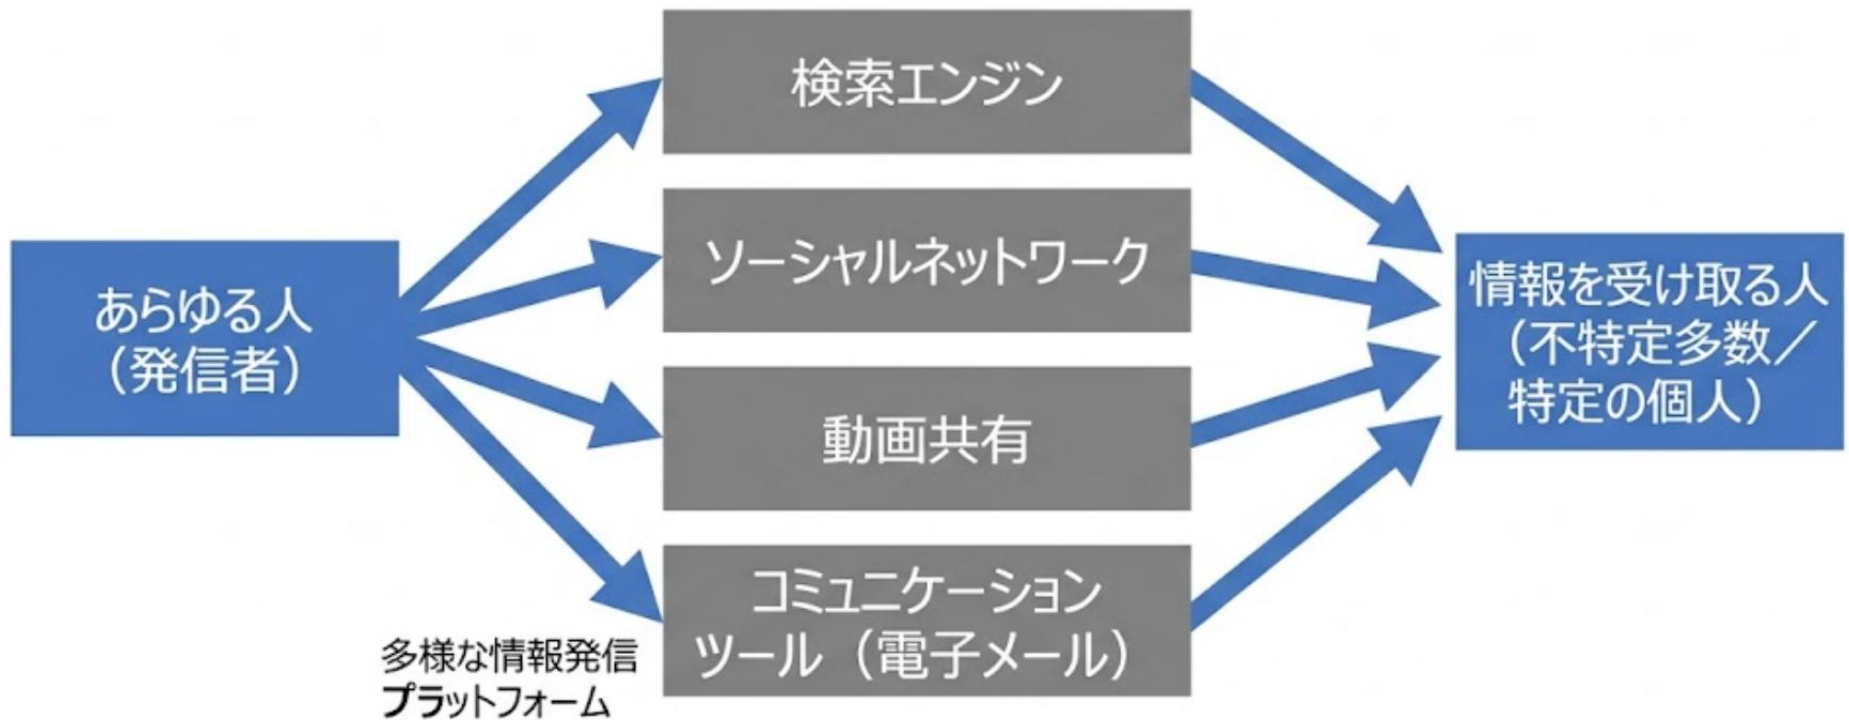 あらゆる人
（発信者）
検索エンジン
ソーシャルネットワーク
動画共有
コミュニケーション
ツール（電子メール）
多様な情報発信
プラットフォーム
情報を受け取る人
（不特定多数／
特定の個人）